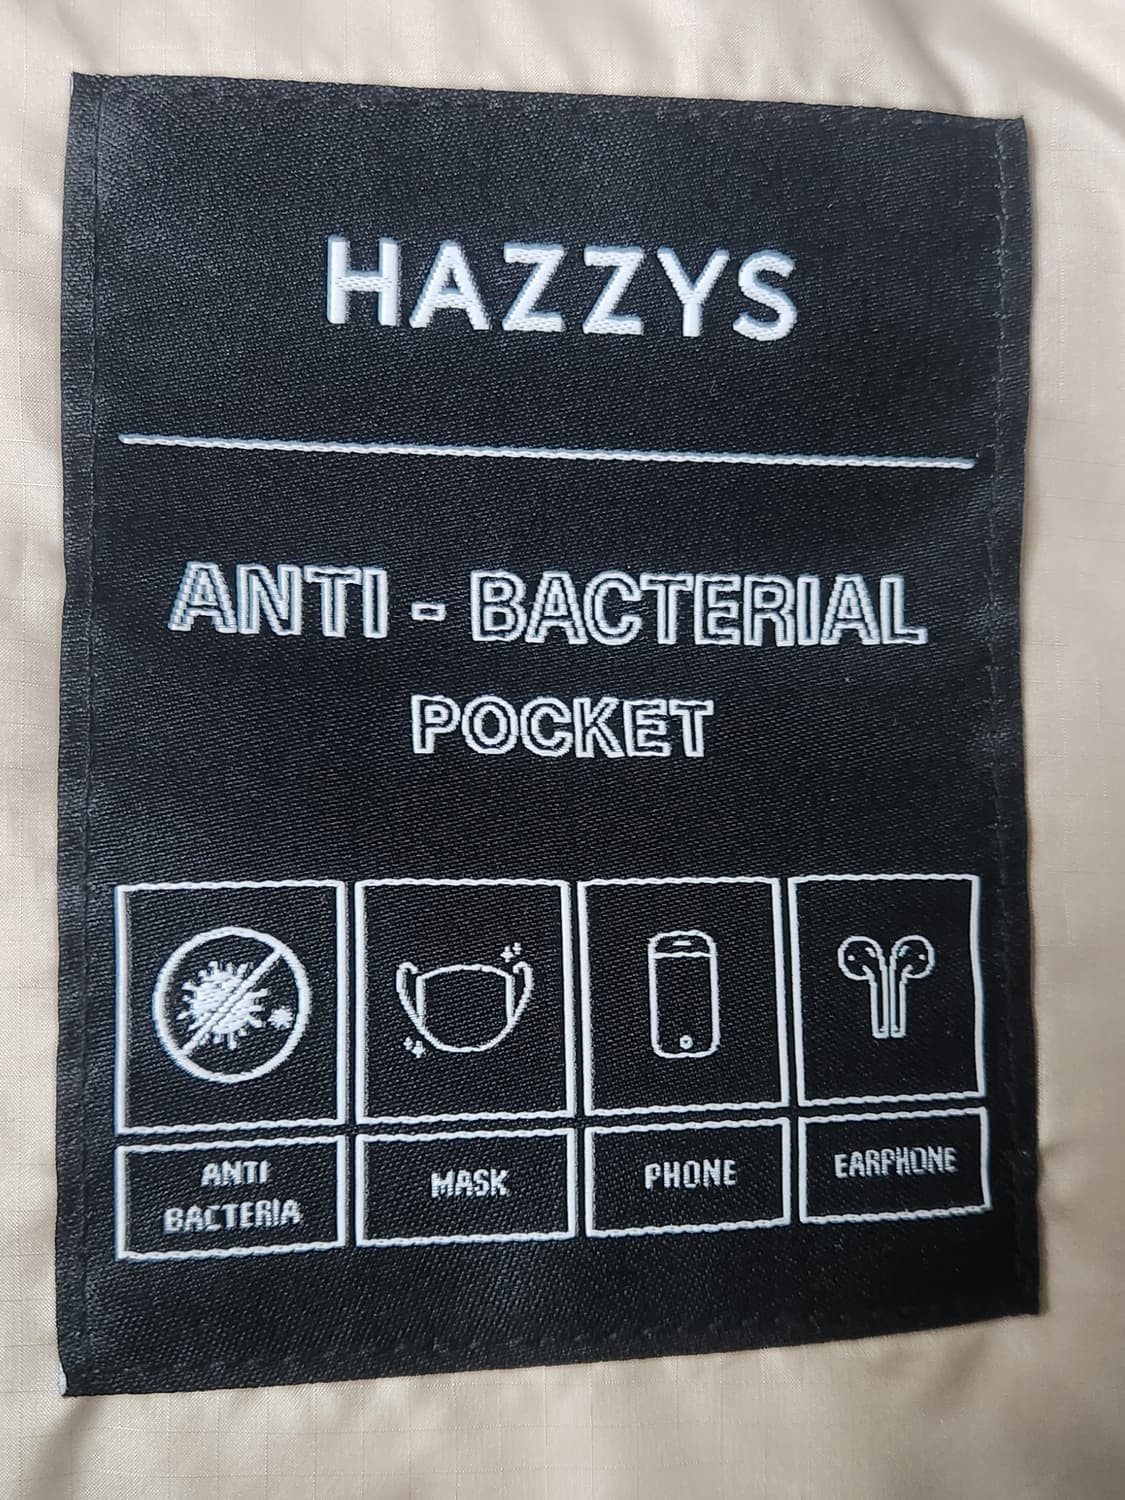 HAZZYS
ANTI - BACTERIAL
POCKET
ANTI
BACTERIA
MASK
PHONE
EARPHONE